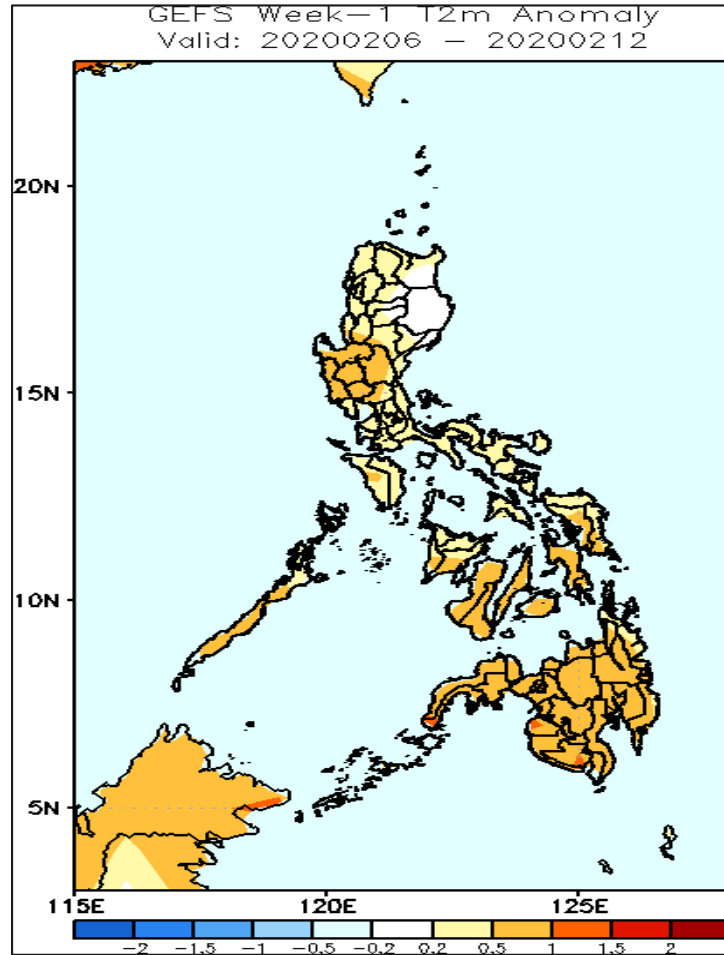 GEFS Week-1 T2m Anomaly
Valid: 20200206 - 20200212
20N
15N
10N
5N
115E 120E 125E
-2 -1.5 -1 -0.5 -0.2 0.2 0.5 1 1.5 2